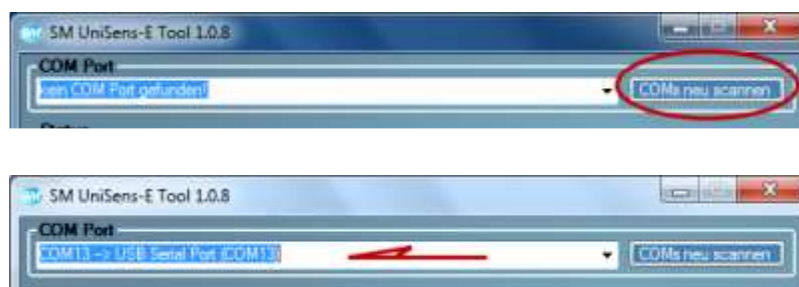 SM UniSens-E Tool 1.0.8
COM Port
kein COM Port gefunden!
COMs neu scannen
Status
SM UniSens-E Tool 1.0.8
COM Port
COM13 -> USB Serial Port (COM13)
COMs neu scannen